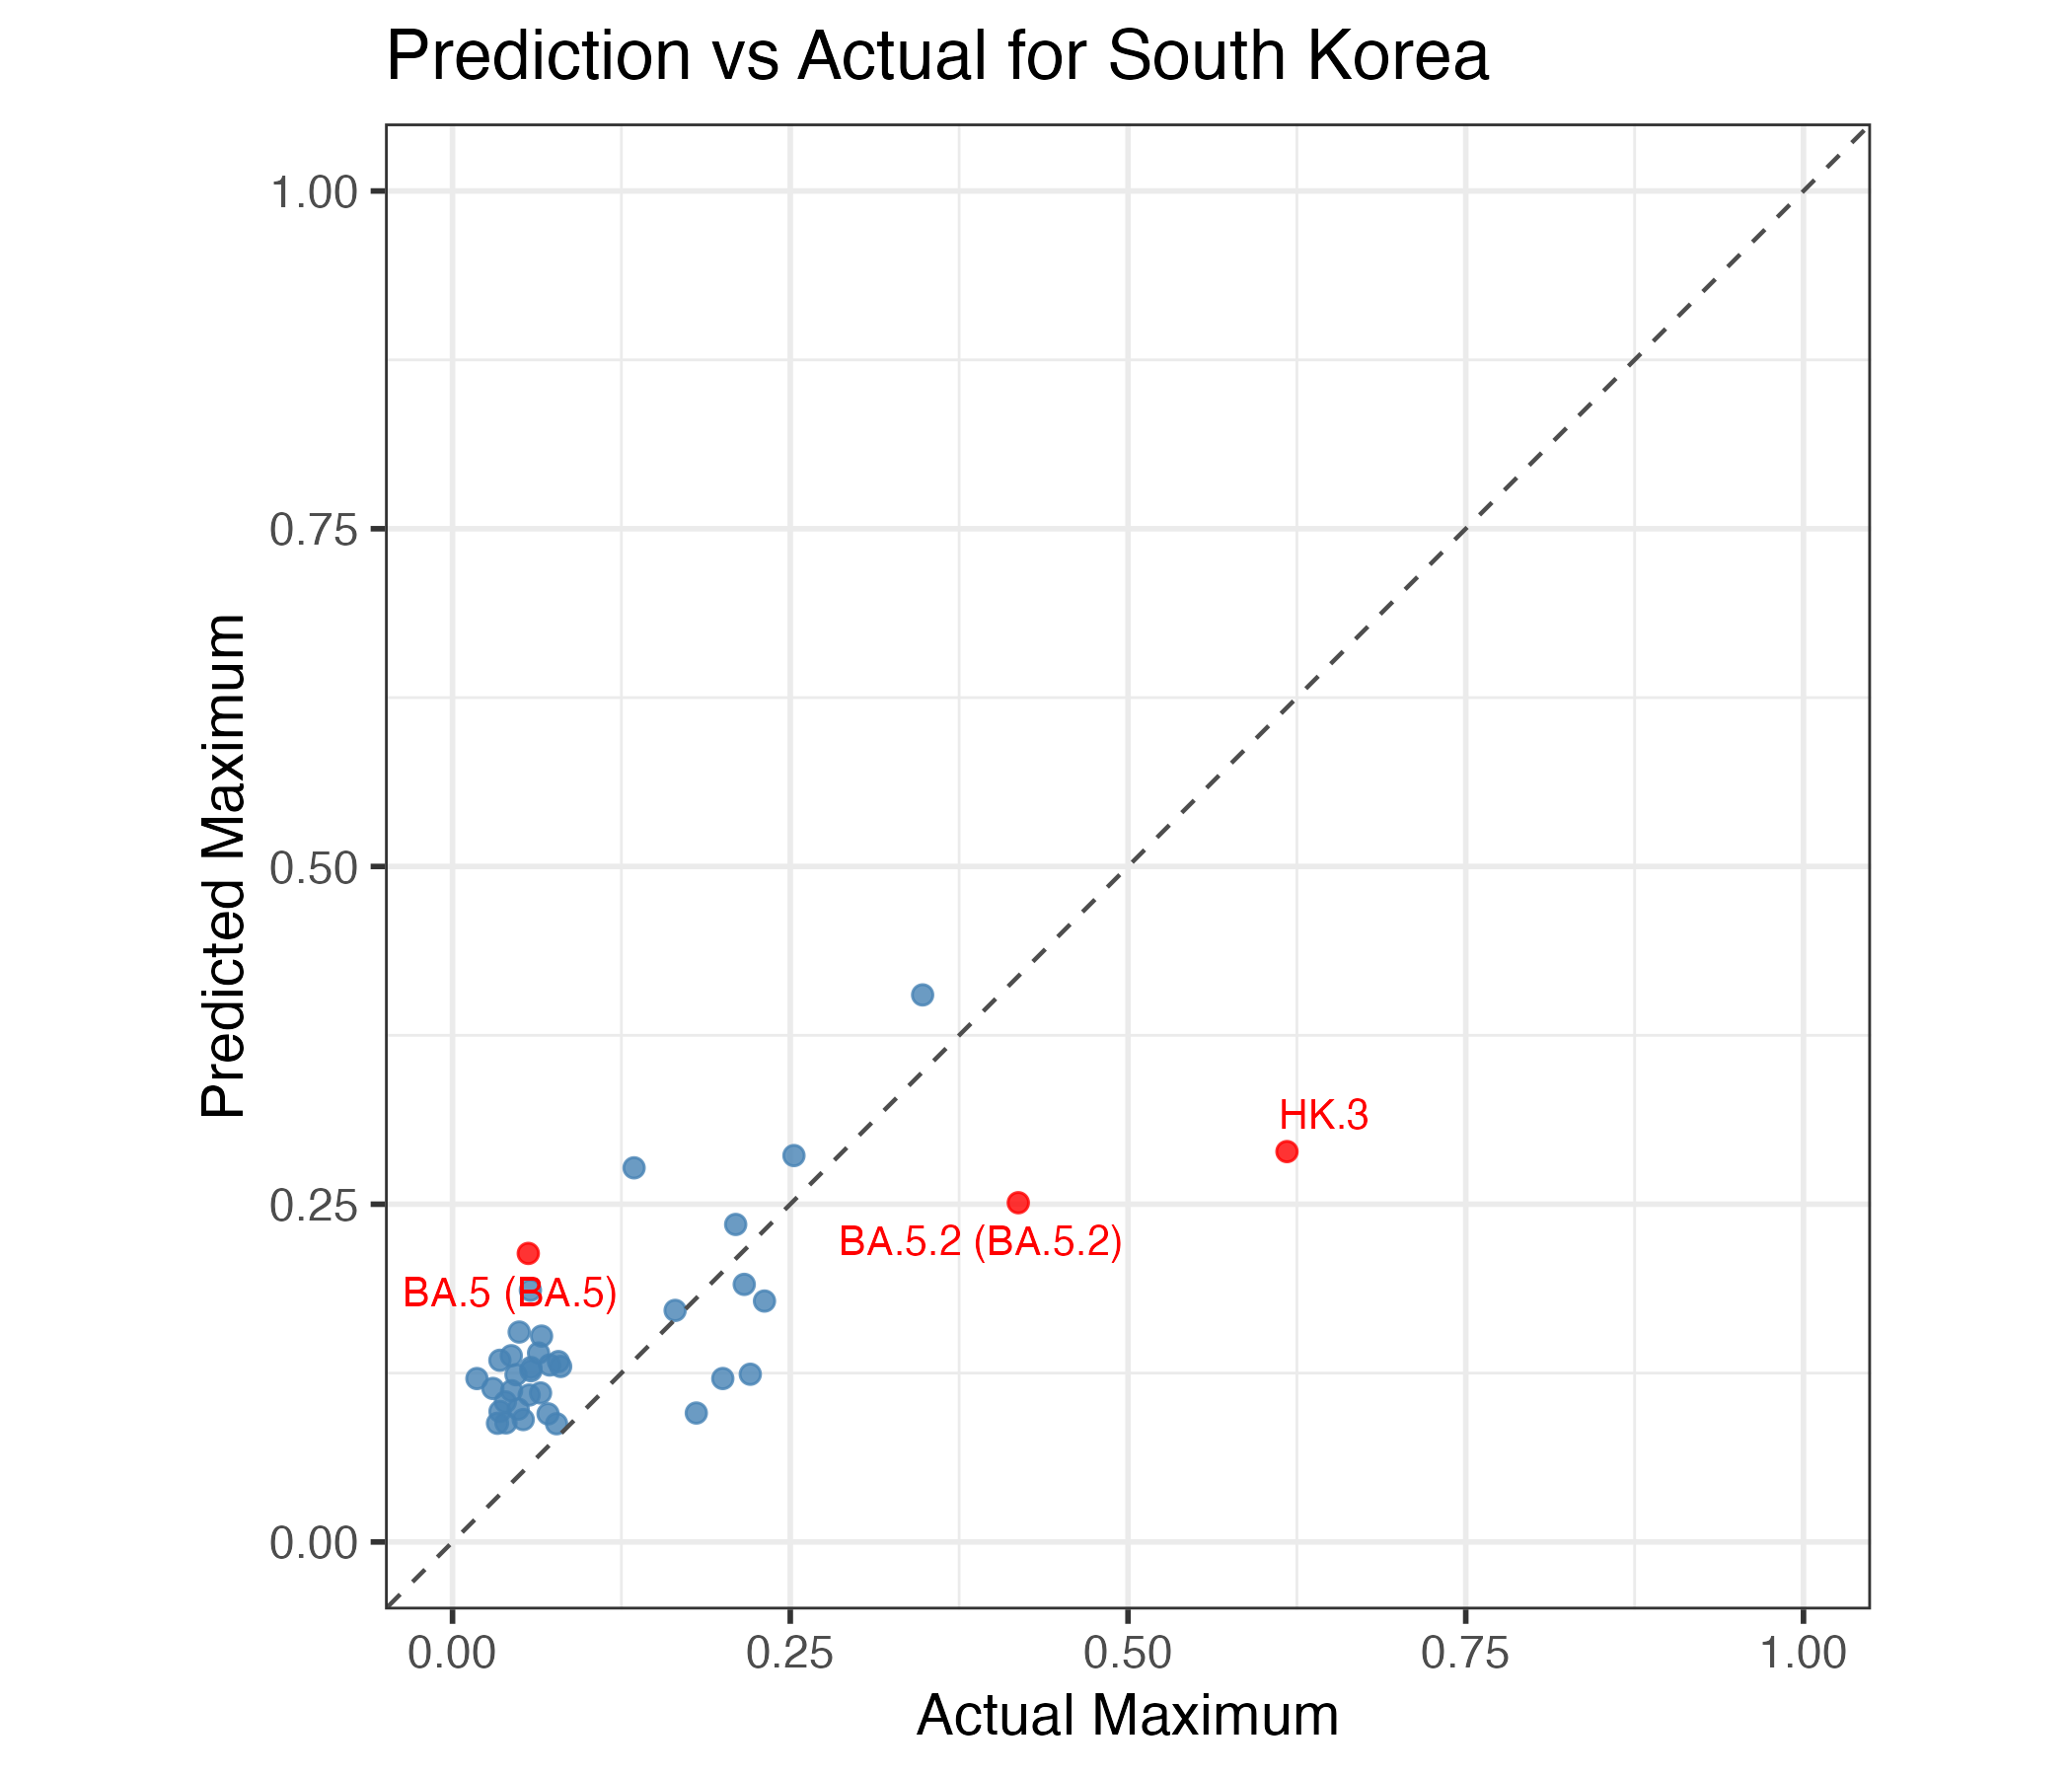 Prediction vs Actual for South Korea
Predicted Maximum
1.00
0.75
0.50
0.25
0.00
HK.3
BA.5.2 (BA.5.2)
BA.5 (BA.5)
0.00 0.25 0.50 0.75 1.00
Actual Maximum